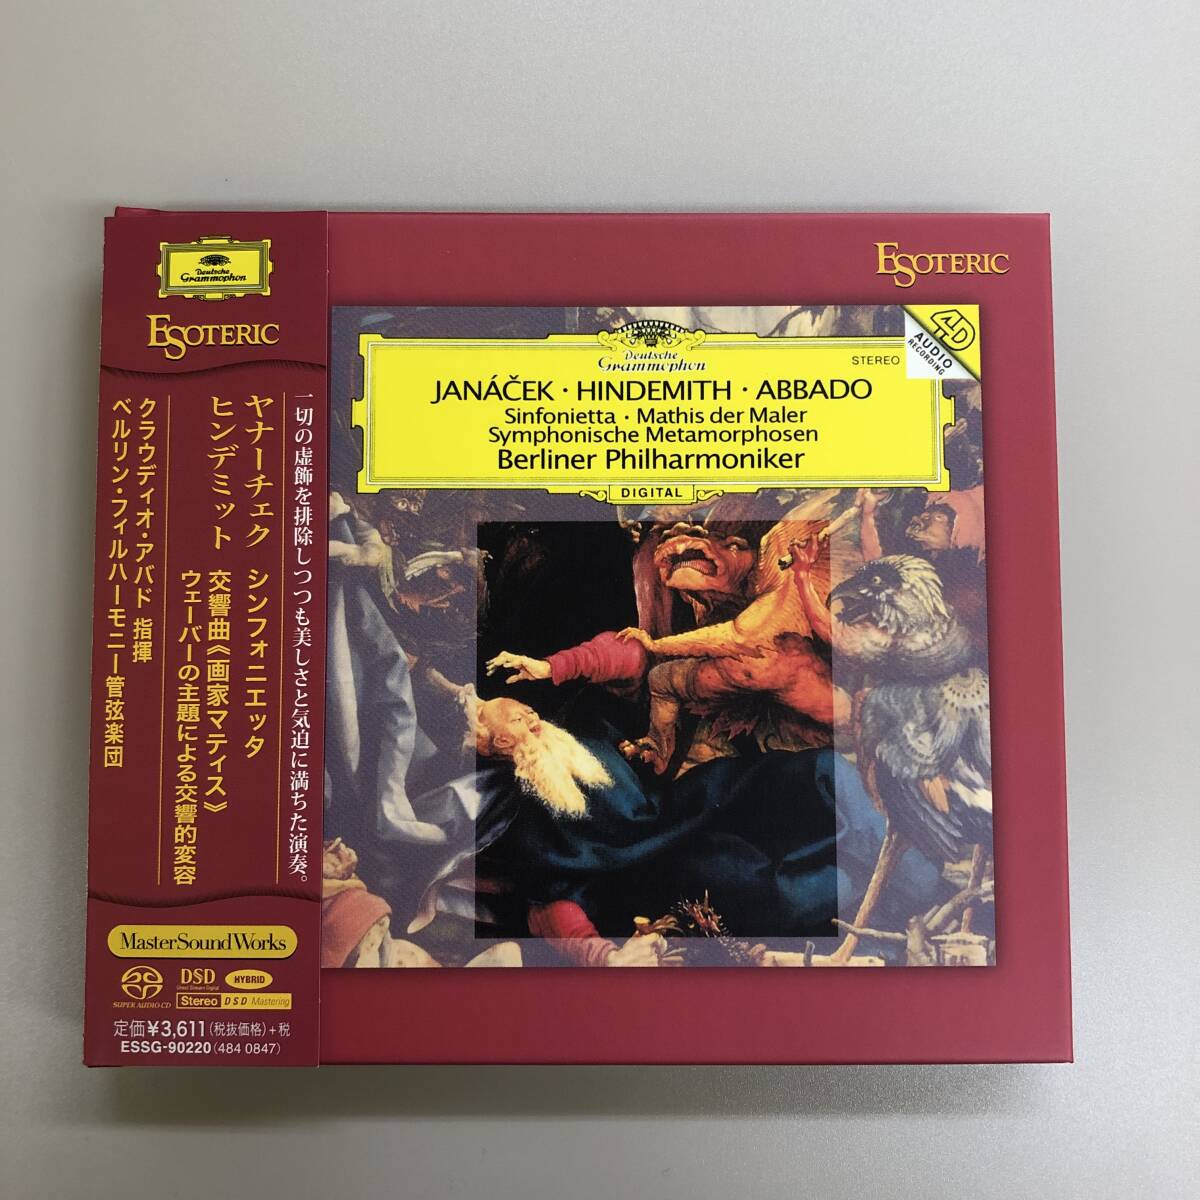 Deutsche
Grammophon
ESOTERIC
一切の虚飾を排除しつつも美しさと気迫に満ちた演奏。
ヤナーチェク シンフォニエッタ
ヒンデミット 交響曲《画家マティス》
ウェーバーの主題による交響的変容
クラウディオ・アバド 指揮
ベルリン・フィルハーモニー管弦楽団
MasterSoundWorks
SUPER AUDIO CD
DSD
Direct Stream Digital
HYBRID
Stereo DSD Mastering
定価¥3,611(税抜価格)+税
ESSG-90220(484 0847)
ESOTERIC
Deutsche
Grammophon
STEREO
4D
AUDIO
RECORDING
JANÁČEK · HINDEMITH · ABBADO
Sinfonietta · Mathis der Maler
Symphonische Metamorphosen
Berliner Philharmoniker
DIGITAL